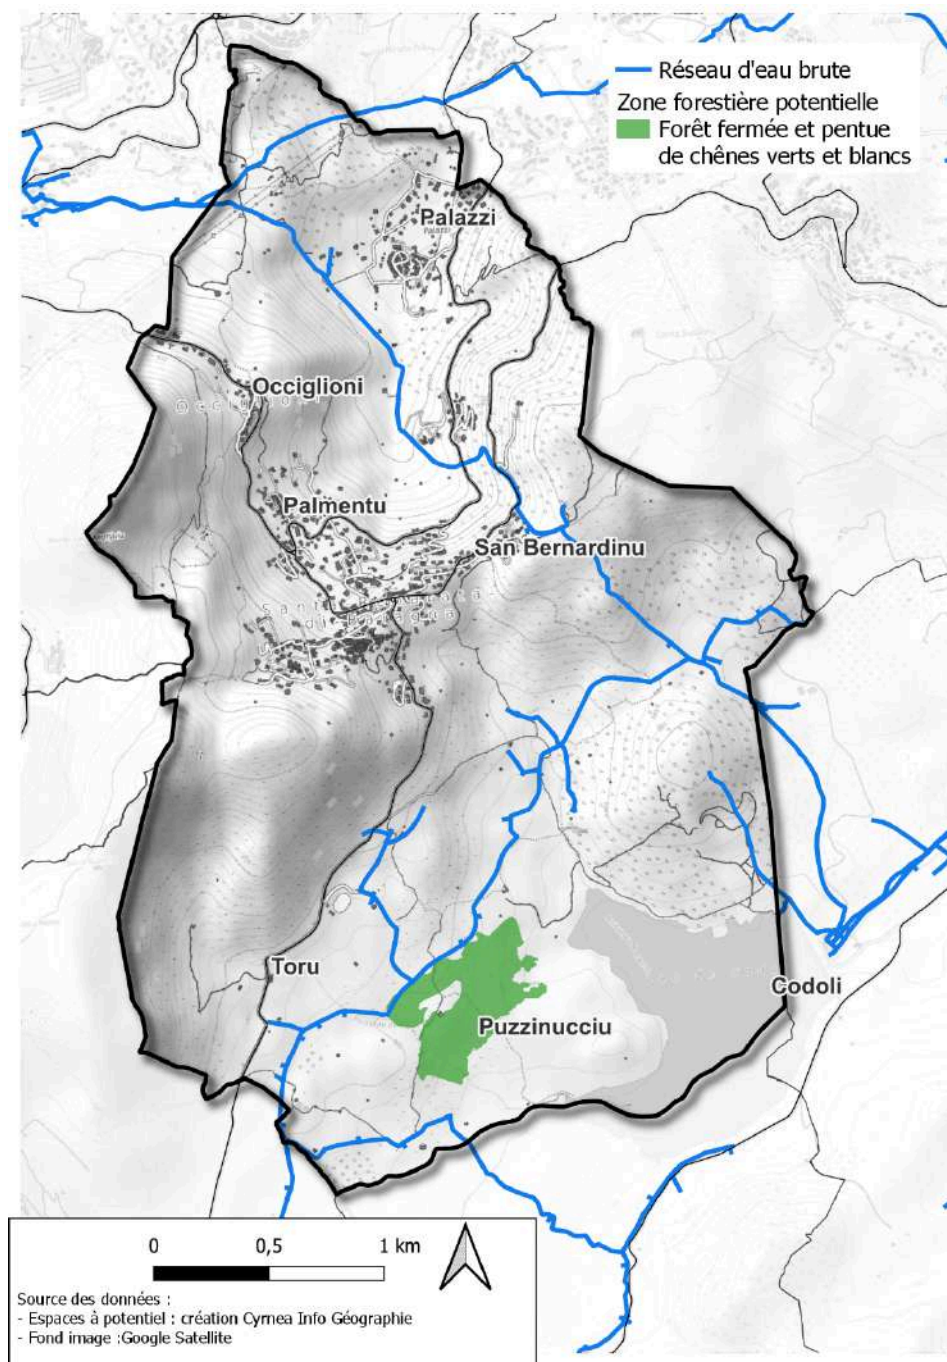 Réseau d'eau brute
Zone forestière potentielle
Forêt fermée et pentue
de chênes verts et blancs
Palazzi
Occiglioni
Palmentu
San Bernardinu
Toru
Codoli
Puzzinucciu
0 0,5 1 km
Source des données :
- Espaces à potentiel : création Cyrnea Info Géographie
- Fond image :Google Satellite